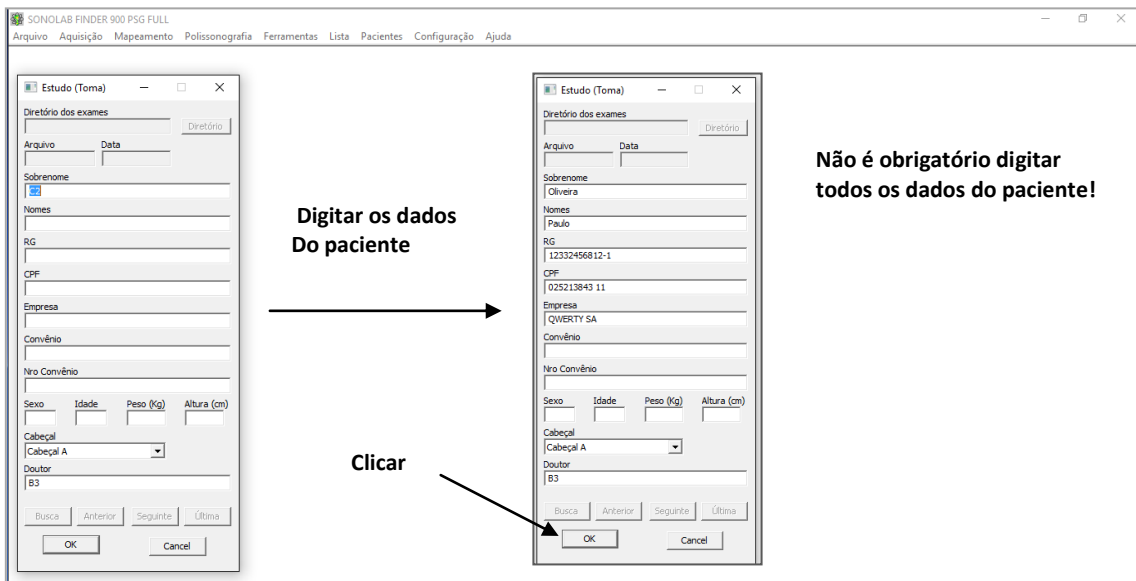 SONOLAB FINDER 900 PSG FULL
Arquivo Aquisição Mapeamento Polissonografia Ferramentas Lista Pacientes Configuração Ajuda
Estudo (Toma)
Diretório dos exames
Diretório
Arquivo Data
Sobrenome
C2
Nomes
RG
CPF
Empresa
Convênio
Nro Convênio
Sexo Idade Peso (Kg) Altura (cm)
Cabeçal
Cabeçal A
Doutor
B3
Busca Anterior Seguinte Última
OK Cancel
Digitar os dados
Do paciente
Clicar
Estudo (Toma)
Diretório dos exames
Diretório
Arquivo Data
Sobrenome
Oliveira
Nomes
Paulo
RG
12332456812-1
CPF
025213843 11
Empresa
QWERTY SA
Convênio
Nro Convênio
Sexo Idade Peso (Kg) Altura (cm)
Cabeçal
Cabeçal A
Doutor
B3
Busca Anterior Seguinte Última
OK Cancel
Não é obrigatório digitar
todos os dados do paciente!